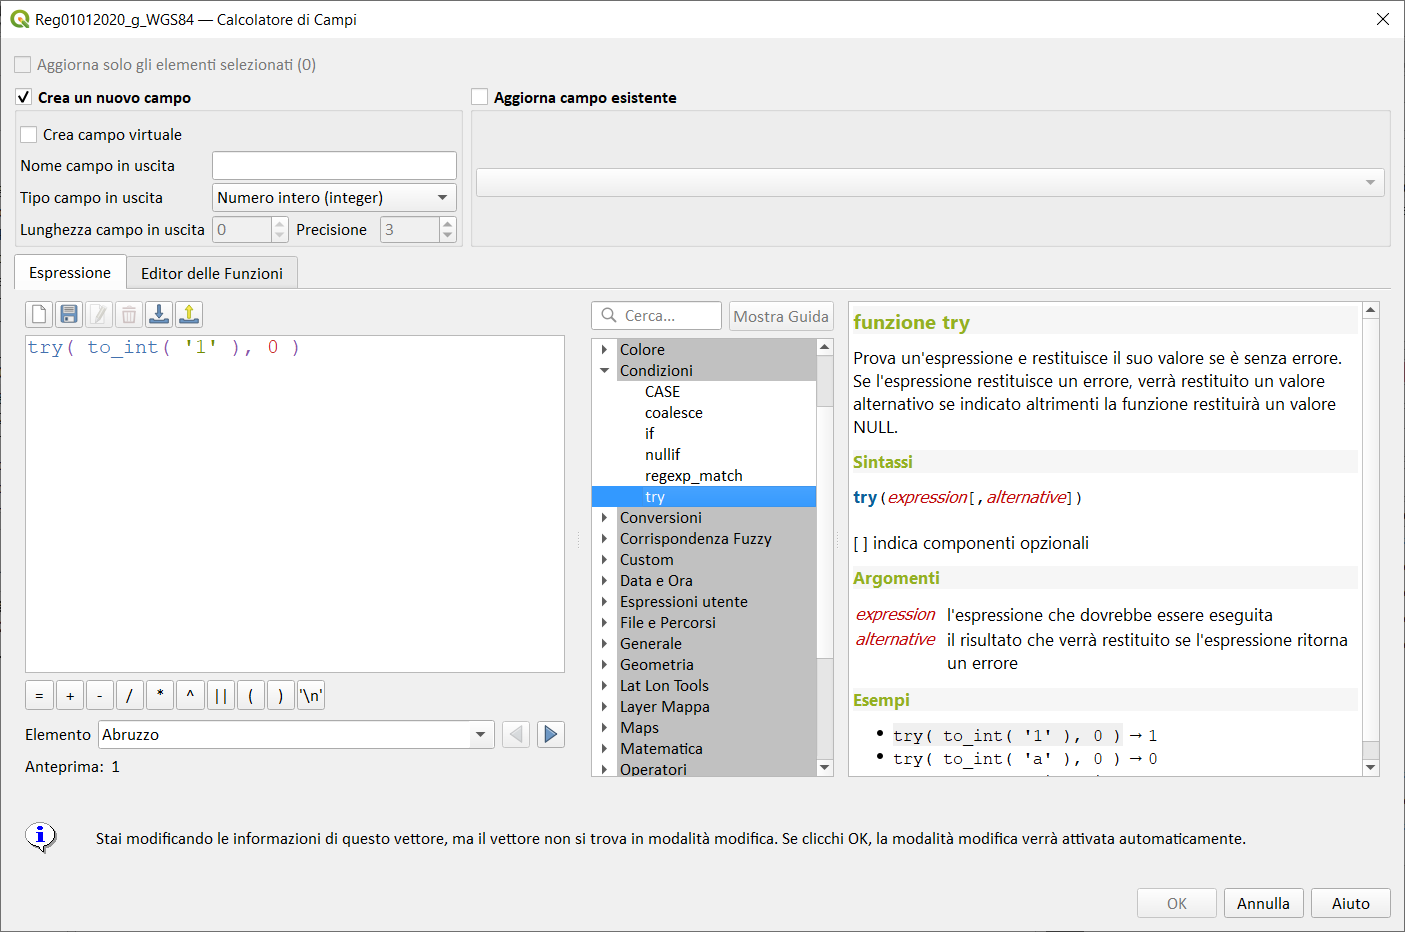 Reg01012020_g_WGS84 — Calcolatore di Campi
Aggiorna solo gli elementi selezionati (0)
Crea un nuovo campo
Aggiorna campo esistente
Crea campo virtuale
Nome campo in uscita
Tipo campo in uscita
Numero intero (integer)
Lunghezza campo in uscita
0
Precisione
3
Espressione
Editor delle Funzioni
try( to_int( '1' ), 0 )
= + - / * ^ || ( ) '\n'
Elemento
Abruzzo
Anteprima: 1
Cerca...
Mostra Guida
Colore
Condizioni
CASE
coalesce
if
nullif
regexp_match
try
Conversioni
Corrispondenza Fuzzy
Custom
Data e Ora
Espressioni utente
File e Percorsi
Generale
Geometria
Lat Lon Tools
Layer Mappa
Maps
Matematica
Operatori
funzione try
Prova un'espressione e restituisce il suo valore se è senza errore.
Se l'espressione restituisce un errore, verrà restituito un valore
alternativo se indicato altrimenti la funzione restituirà un valore
NULL.
Sintassi
try(expression[,alternative])
[ ] indica componenti opzionali
Argomenti
expression l'espressione che dovrebbe essere eseguita
alternative il risultato che verrà restituito se l'espressione ritorna
un errore
Esempi
• try( to_int( '1' ), 0 ) → 1
• try( to_int( 'a' ), 0 ) → 0
Stai modificando le informazioni di questo vettore, ma il vettore non si trova in modalità modifica. Se clicchi OK, la modalità modifica verrà attivata automaticamente.
OK
Annulla
Aiuto